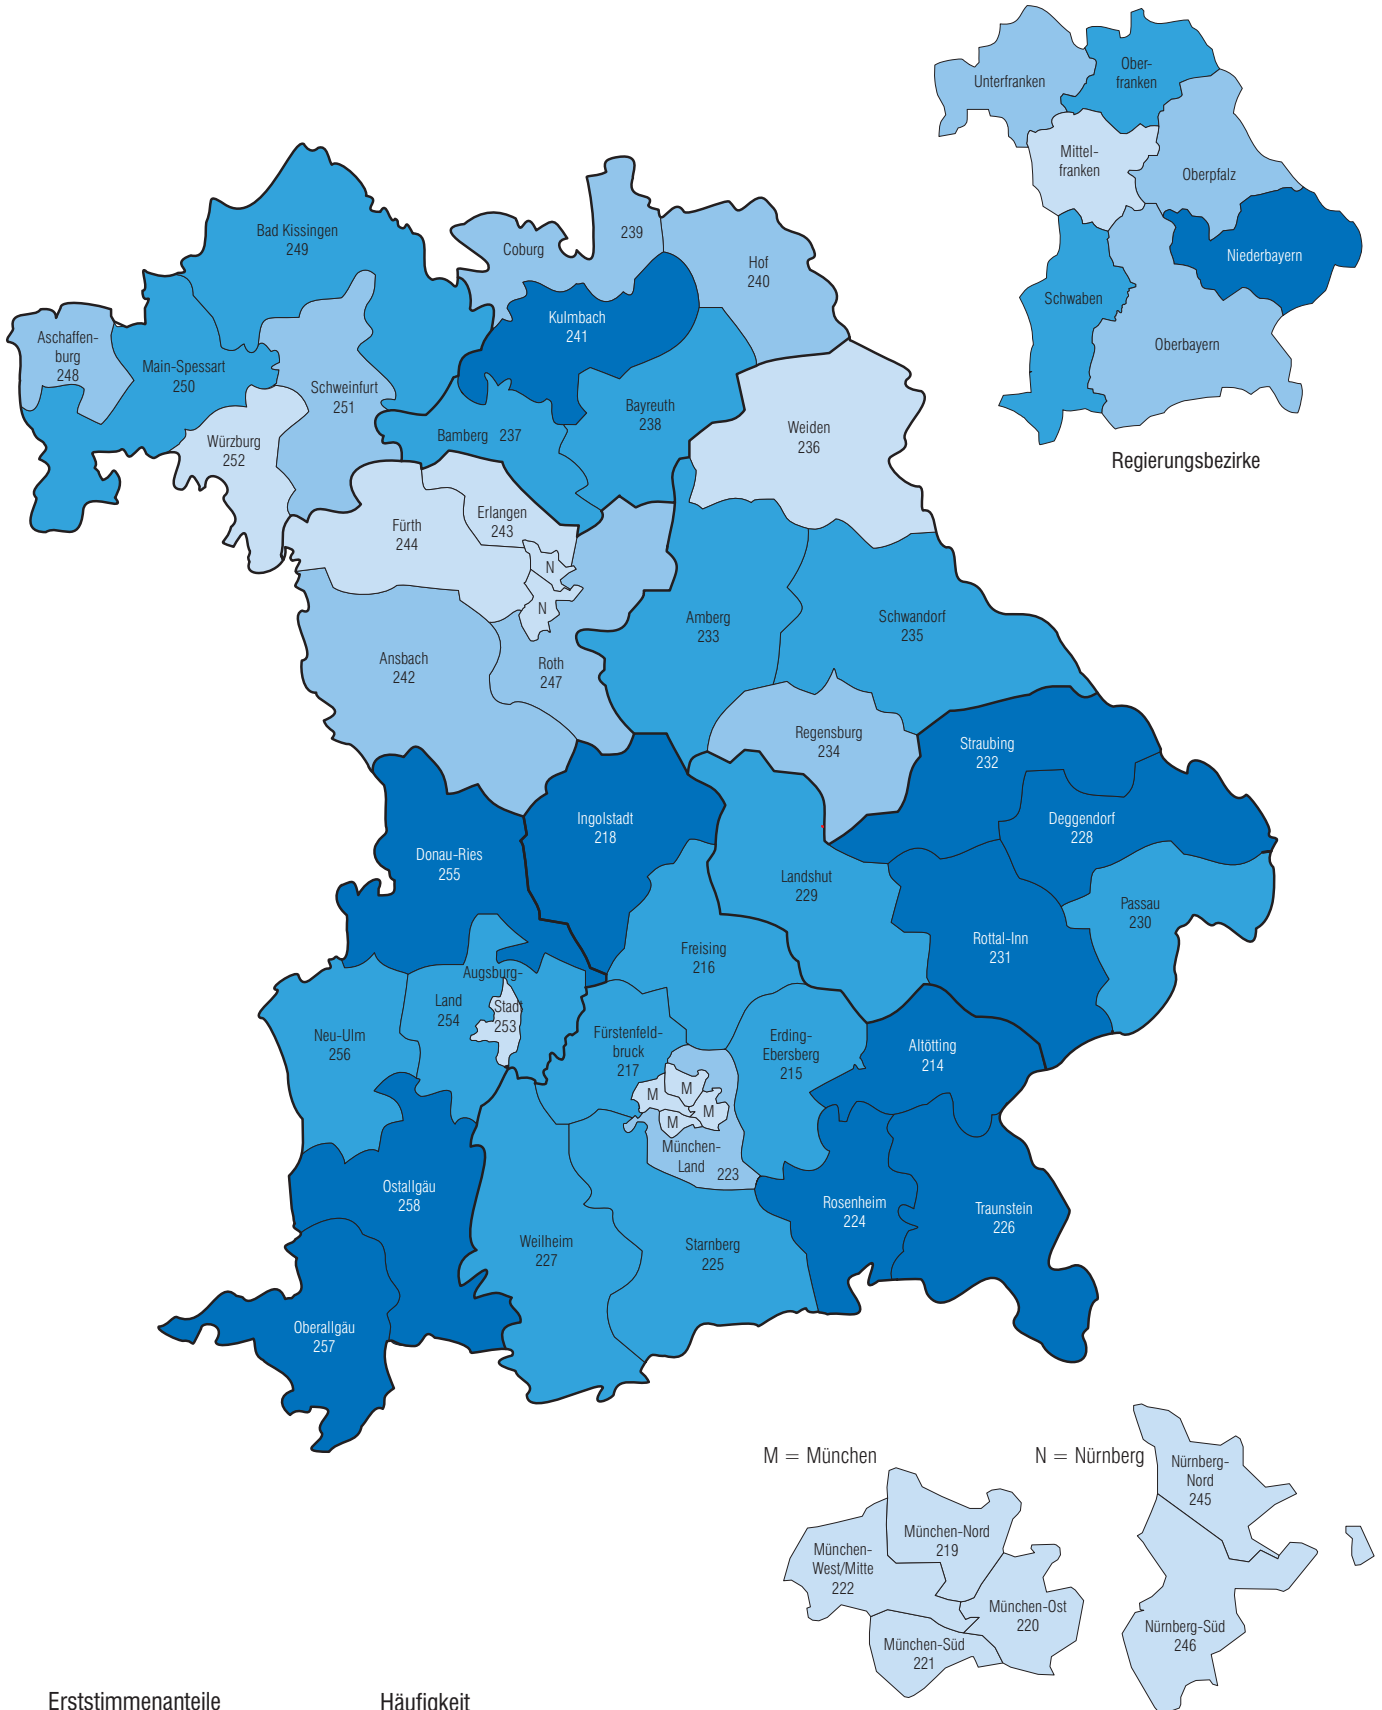 Unterfranken
Ober-
franken
Mittel-
franken
Oberpfalz
Niederbayern
Schwaben
Oberbayern
Regierungsbezirke
Bad Kissingen
249
Coburg
239
Hof
240
Kulmbach
241
Aschaffen-
burg
248
Main-Spessart
250
Schweinfurt
251
Würzburg
252
Bamberg 237
Bayreuth
238
Weiden
236
Fürth
244
Erlangen
243
N
N
Amberg
233
Schwandorf
235
Ansbach
242
Roth
247
Regensburg
234
Straubing
232
Deggendorf
228
Ingolstadt
218
Donau-Ries
255
Landshut
229
Passau
230
Rottal-Inn
231
Freising
216
Augsburg-
Land
254
Stadt
253
Neu-Ulm
256
Fürstenfeld-
bruck
217
Erding-
Ebersberg
215
Altötting
214
M
M
M
M
München-
Land 223
Ostallgäu
258
Rosenheim
224
Traunstein
226
Weilheim
227
Starnberg
225
Oberallgäu
257
M = München
N = Nürnberg
München-Nord
219
München-
West/Mitte
222
München-Ost
220
München-Süd
221
Nürnberg-
Nord
245
Nürnberg-Süd
246
Erststimmenanteile
Häufigkeit